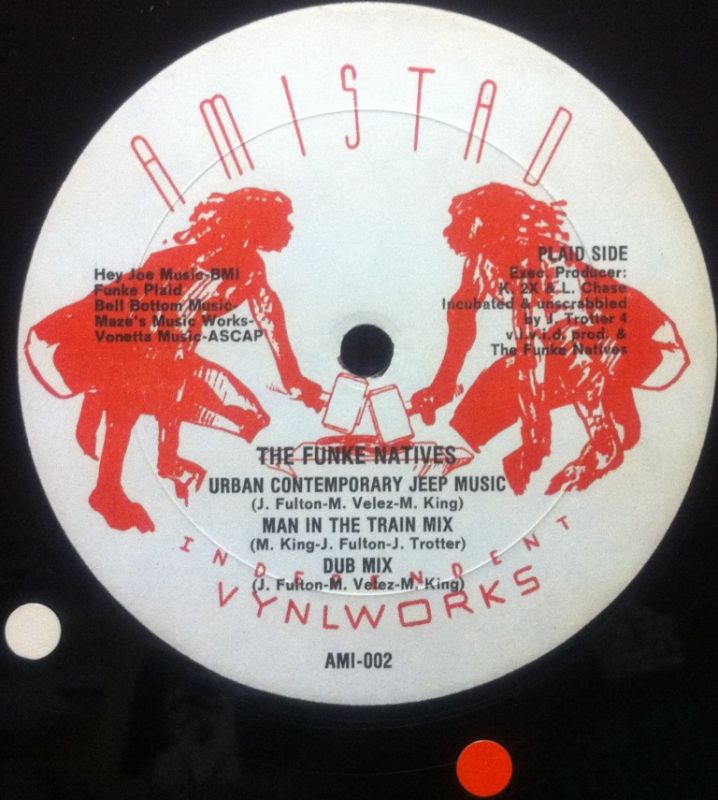 AMISTAD
Hey Joe Music-BMI
Funke Plaid
Bell Bottom Music-
Maze's Music Works-
Vonetta Music-ASCAP
PLAID SIDE
Exec. Producer:
K. 2X & L. Chase
Incubated & unscrabbled
by J. Trotter 4
v.i.v.i.d. prod. &
The Funke Natives
THE FUNKE NATIVES
URBAN CONTEMPORARY JEEP MUSIC
(J. Fulton-M. Velez-M. King)
MAN IN THE TRAIN MIX
(M. King-J. Fulton-J. Trotter)
DUB MIX
(J. Fulton-M. Velez-M. King)
INDEPENDENT
VYNLWORKS
AMI-002